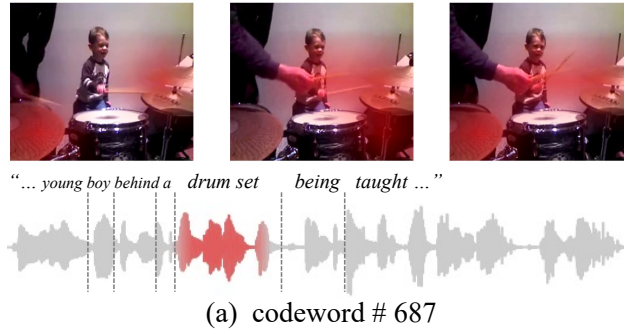 “… young boy behind a drum set being taught …”
(a) codeword # 687